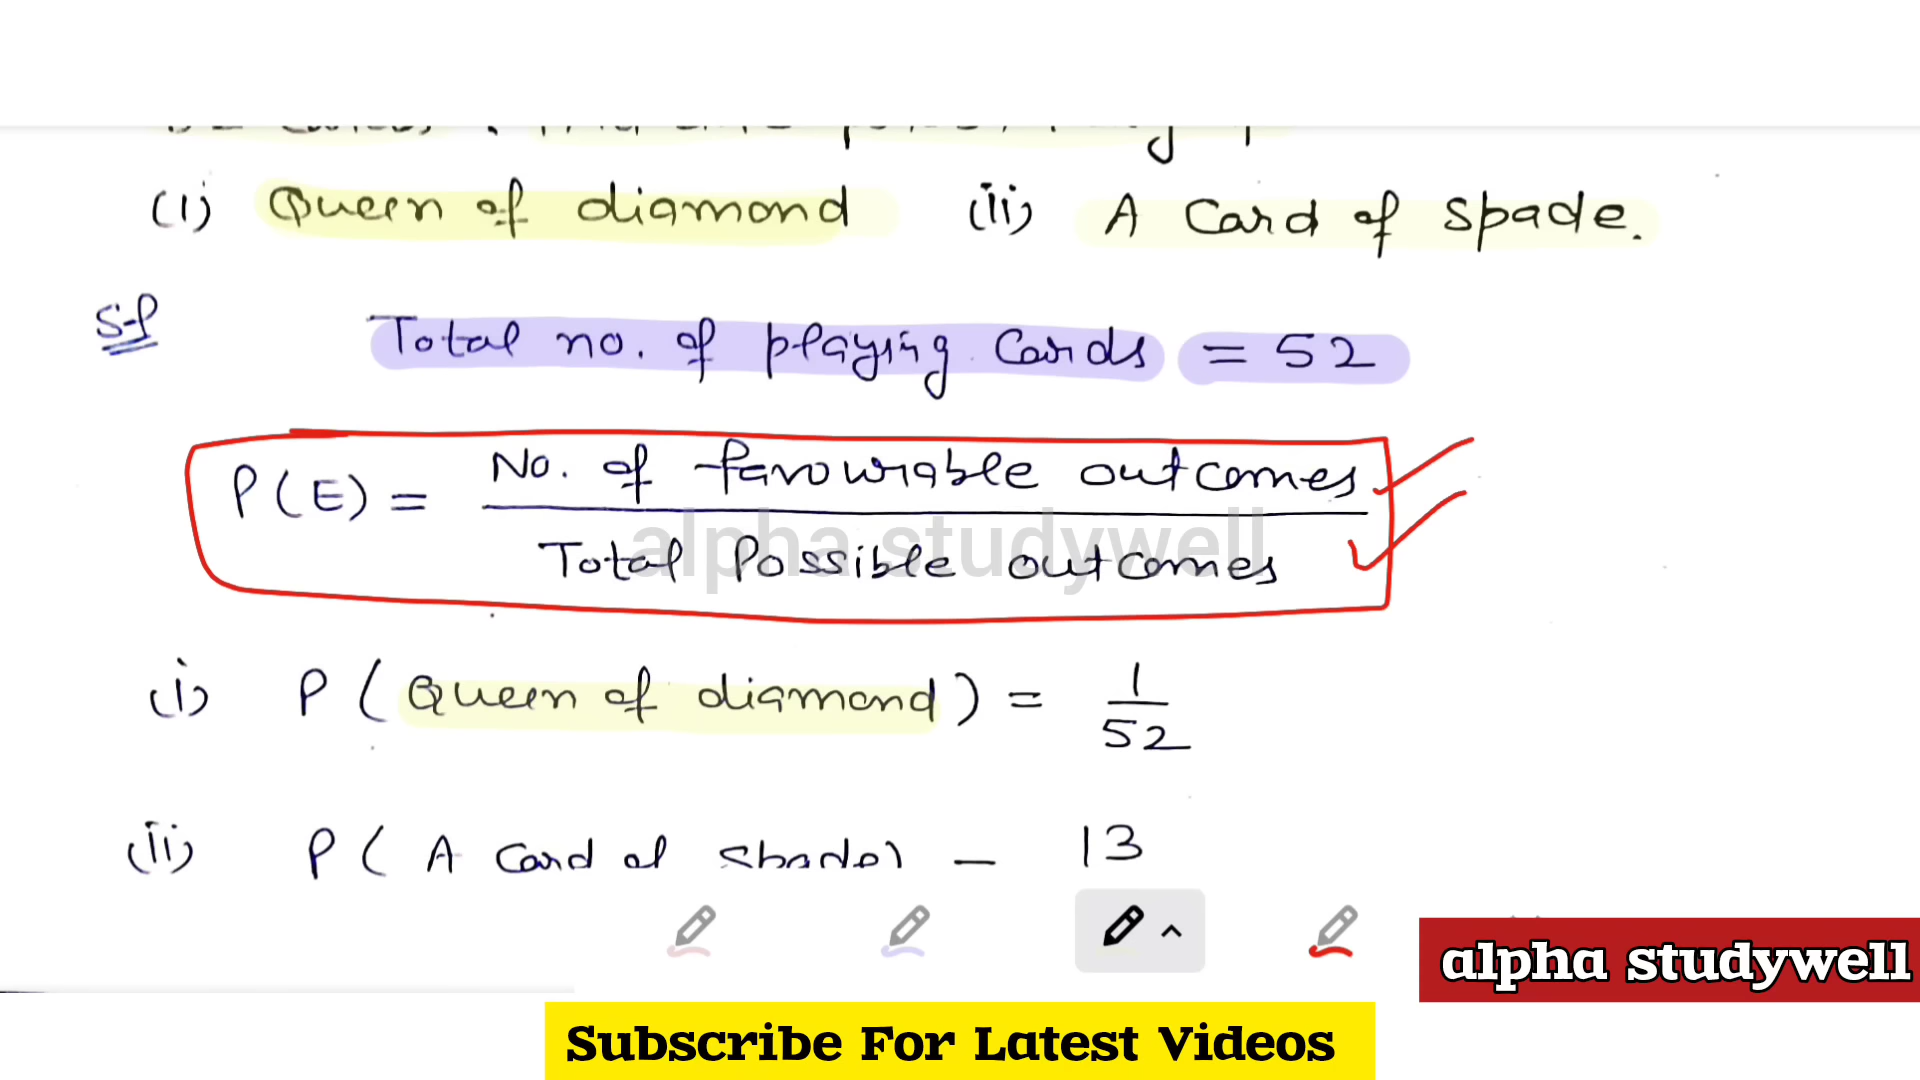 (i) Queen of diamond (ii) A Card of spade.
Sol Total no. of playing Cards = 52
P(E) = No. of favourable outcomes
Total Possible outcomes
alpha studywell
(i) P ( Queen of diamond ) = 1
52
(ii) P ( A Card of spade) = 13
alpha studywell
Subscribe For Latest Videos